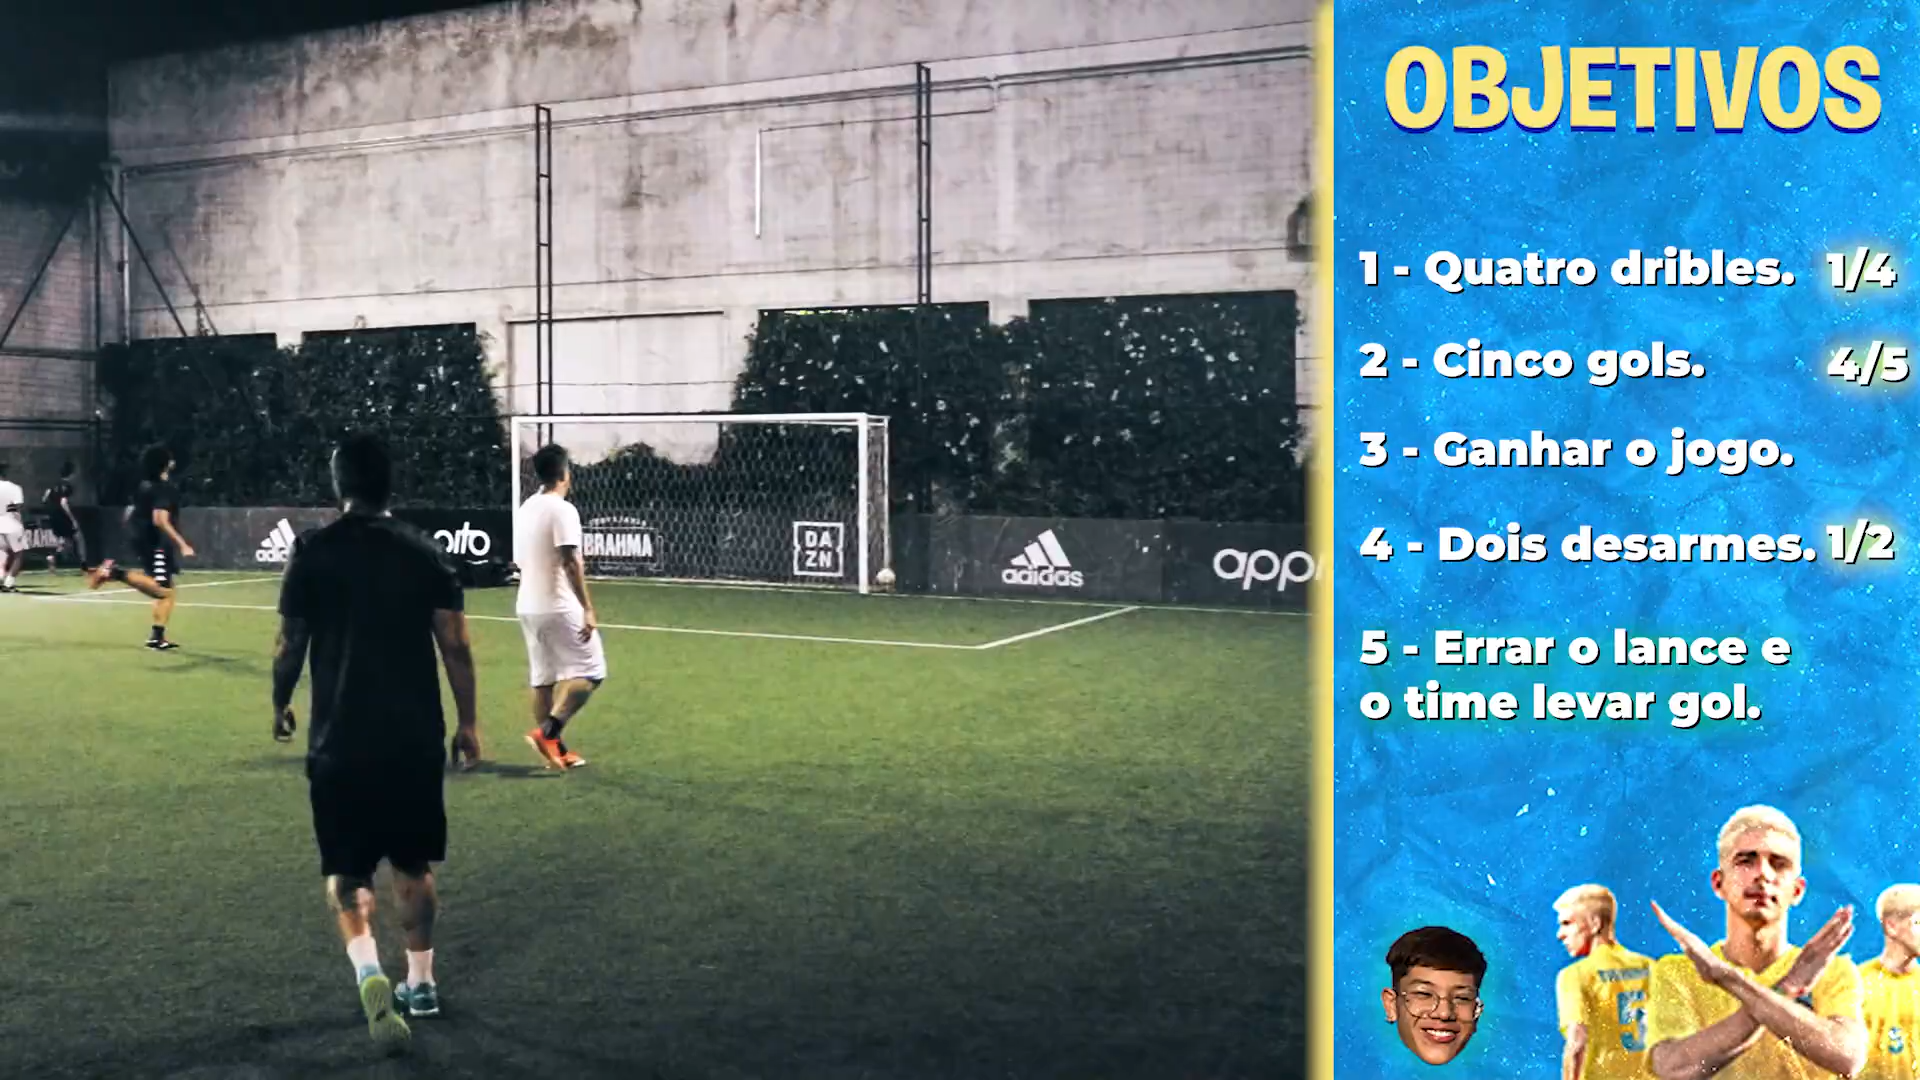 OBJETIVOS
1 - Quatro dribles. 1/4
2 - Cinco gols. 4/5
3 - Ganhar o jogo.
4 - Dois desarmes. 1/2
5 - Errar o lance e
o time levar gol.
adidas
BRAHMA
DA
ZN
adidas
5